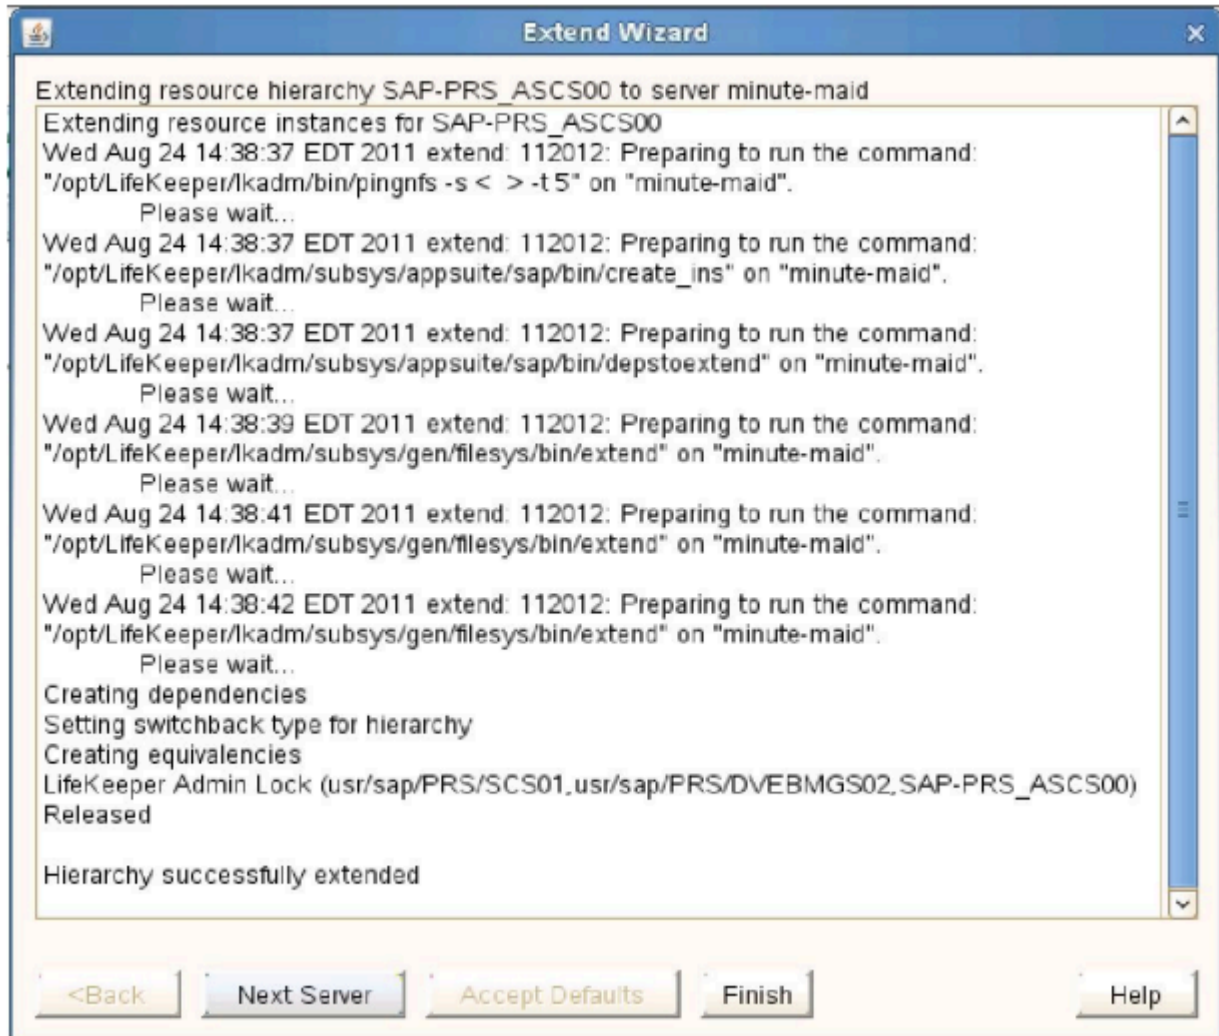 Extend Wizard
Extending resource hierarchy SAP-PRS_ASCS00 to server minute-maid
Extending resource instances for SAP-PRS_ASCS00
Wed Aug 24 14:38:37 EDT 2011 extend: 112012: Preparing to run the command:
"/opt/LifeKeeper/lkadm/bin/pingnfs -s <  > -t 5" on "minute-maid".
Please wait...
Wed Aug 24 14:38:37 EDT 2011 extend: 112012: Preparing to run the command:
"/opt/LifeKeeper/lkadm/subsys/appsuite/sap/bin/create_ins" on "minute-maid".
Please wait...
Wed Aug 24 14:38:37 EDT 2011 extend: 112012: Preparing to run the command:
"/opt/LifeKeeper/lkadm/subsys/appsuite/sap/bin/depstoextend" on "minute-maid".
Please wait...
Wed Aug 24 14:38:39 EDT 2011 extend: 112012: Preparing to run the command:
"/opt/LifeKeeper/lkadm/subsys/gen/filesys/bin/extend" on "minute-maid".
Please wait...
Wed Aug 24 14:38:41 EDT 2011 extend: 112012: Preparing to run the command:
"/opt/LifeKeeper/lkadm/subsys/gen/filesys/bin/extend" on "minute-maid".
Please wait...
Wed Aug 24 14:38:42 EDT 2011 extend: 112012: Preparing to run the command:
"/opt/LifeKeeper/lkadm/subsys/gen/filesys/bin/extend" on "minute-maid".
Please wait...
Creating dependencies
Setting switchback type for hierarchy
Creating equivalencies
LifeKeeper Admin Lock (usr/sap/PRS/SCS01,usr/sap/PRS/DVEBMGS02,SAP-PRS_ASCS00)
Released
Hierarchy successfully extended
<Back Next Server Accept Defaults Finish Help